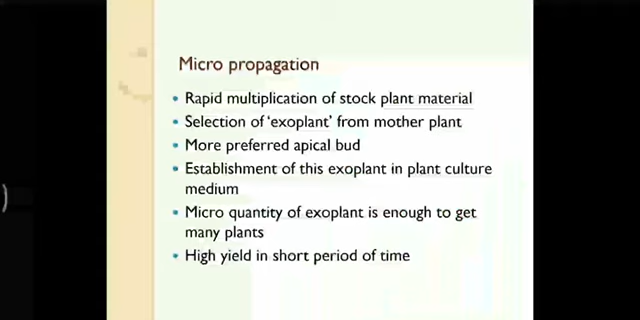 Micro propagation
• Rapid multiplication of stock plant material
• Selection of ‘exoplant’ from mother plant
• More preferred apical bud
• Establishment of this exoplant in plant culture
medium
• Micro quantity of exoplant is enough to get
many plants
• High yield in short period of time